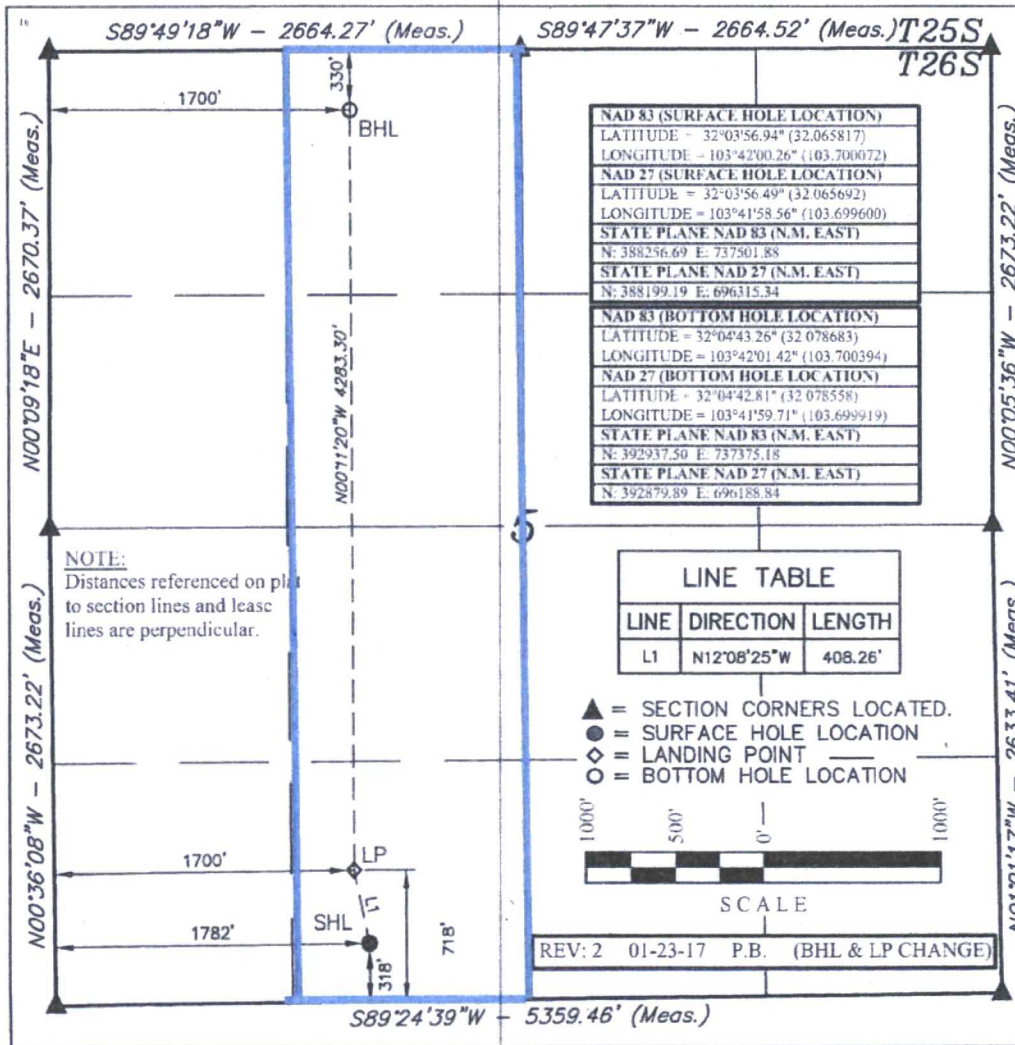 16
S89°49'18"W – 2664.27' (Meas.)
S89°47'37"W – 2664.52' (Meas.)
T25S
T26S
330'
1700'
BHL
N00°09'18"E – 2670.37' (Meas.)
N00°11'20"W 4283.30'
NAD 83 (SURFACE HOLE LOCATION)
LATITUDE = 32°03'56.94" (32.065817)
LONGITUDE = 103°42'00.26" (103.700072)
NAD 27 (SURFACE HOLE LOCATION)
LATITUDE = 32°03'56.49" (32.065692)
LONGITUDE = 103°41'58.56" (103.699600)
STATE PLANE NAD 83 (N.M. EAST)
N: 388256.69 E: 737501.88
STATE PLANE NAD 27 (N.M. EAST)
N: 388199.19 E: 696315.34
NAD 83 (BOTTOM HOLE LOCATION)
LATITUDE = 32°04'43.26" (32.078683)
LONGITUDE = 103°42'01.42" (103.700394)
NAD 27 (BOTTOM HOLE LOCATION)
LATITUDE = 32°04'42.81" (32.078558)
LONGITUDE = 103°41'59.71" (103.699919)
STATE PLANE NAD 83 (N.M. EAST)
N: 392937.50 E: 737375.18
STATE PLANE NAD 27 (N.M. EAST)
N: 392879.89 E: 696188.84
N00°05'36"W – 2673.22' (Meas.)
5
NOTE:
Distances referenced on plat
to section lines and lease
lines are perpendicular.
LINE TABLE
LINE DIRECTION LENGTH
L1 N12°08'25"W 408.26'
▲ = SECTION CORNERS LOCATED.
● = SURFACE HOLE LOCATION
◇ = LANDING POINT
○ = BOTTOM HOLE LOCATION
N00°36'08"W – 2673.22' (Meas.)
N01°01'17"W – 2633.41' (Meas.)
1000' 500' 0' 1000'
SCALE
1700'
LP
L1
SHL
1782'
718'
318'
REV: 2 01-23-17 P.B. (BHL & LP CHANGE)
S89°24'39"W – 5359.46' (Meas.)